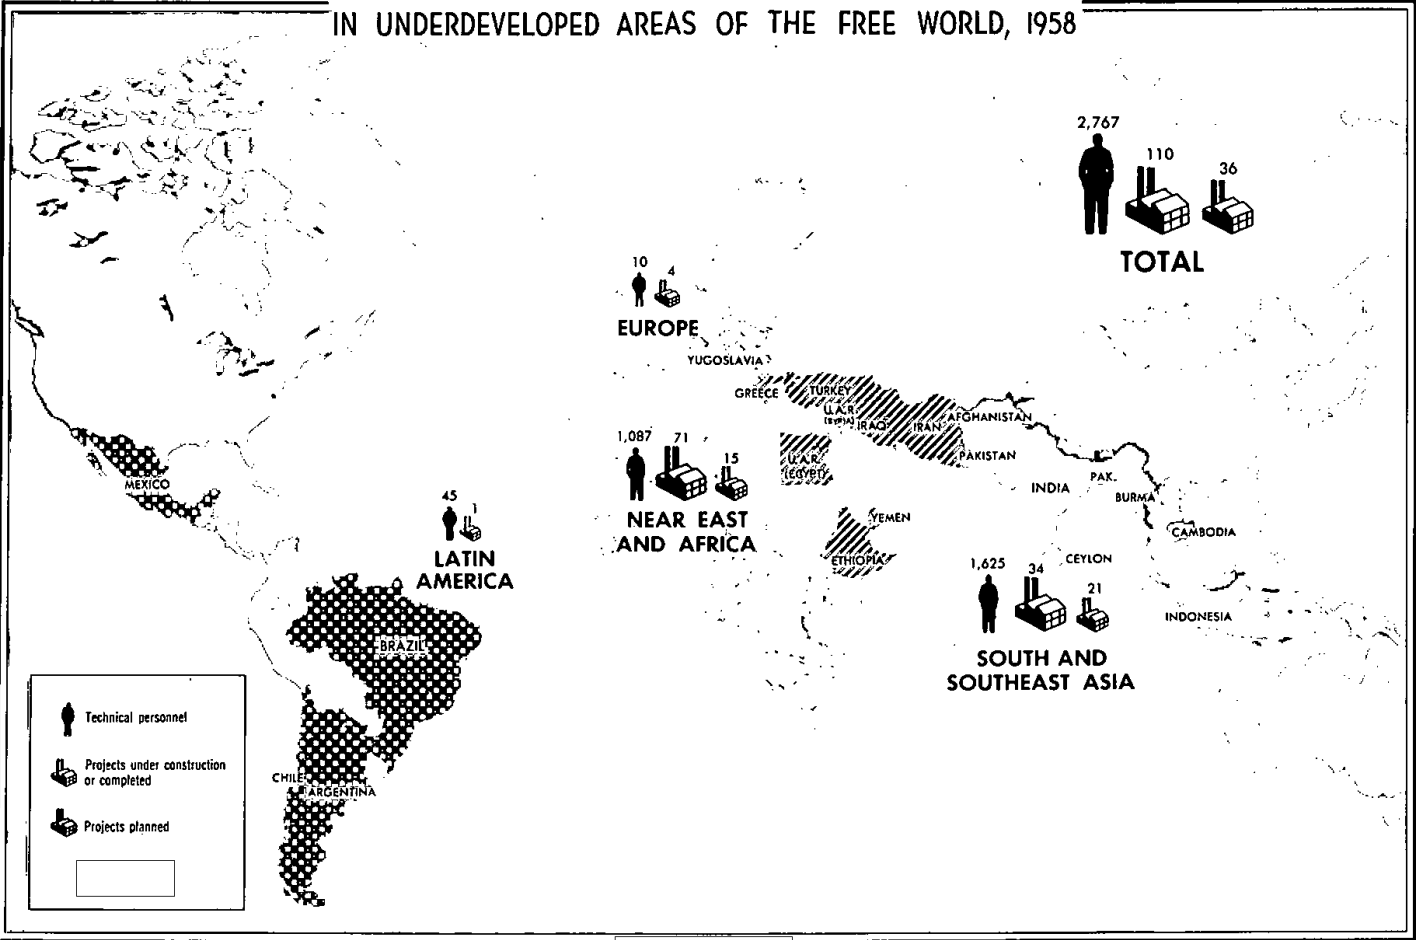 IN UNDERDEVELOPED AREAS OF THE FREE WORLD, 1958
2,767
110
36
TOTAL
10
4
EUROPE
YUGOSLAVIA
GREECE
TURKEY
U.A.R.
(SYRIA)
IRAQ
IRAN
AFGHANISTAN
PAKISTAN
U.A.R.
(EGYPT)
INDIA
PAK.
BURMA
CAMBODIA
CEYLON
INDONESIA
YEMEN
ETHIOPIA
1,087
71
15
NEAR EAST
AND AFRICA
1,625
34
21
SOUTH AND
SOUTHEAST ASIA
MEXICO
45
1
LATIN
AMERICA
BRAZIL
CHILE
ARGENTINA
Technical personnel
Projects under construction
or completed
Projects planned